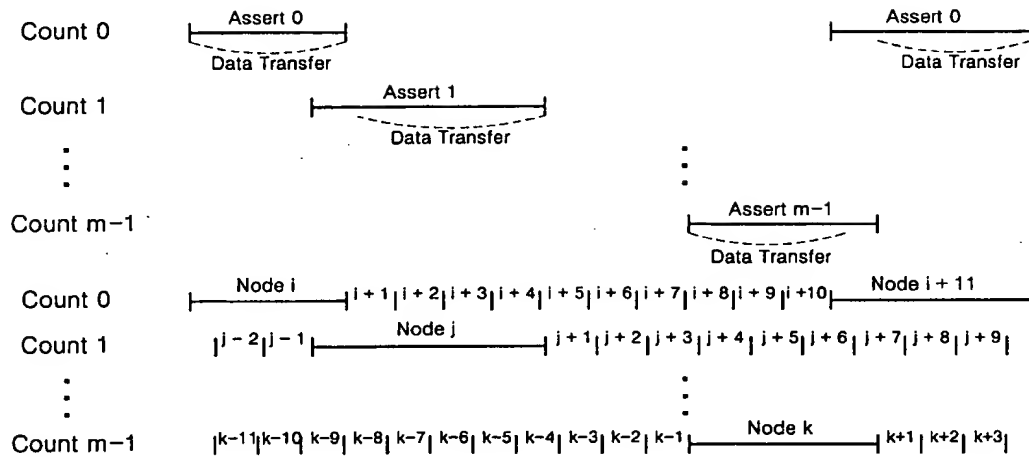 Count 0 Assert 0 Assert 0
Data Transfer Data Transfer
Count 1 Assert 1
Data Transfer
Count m-1 Assert m-1
Data Transfer
Count 0 Node i i+1 i+2 i+3 i+4 i+5 i+6 i+7 i+8 i+9 i+10 Node i+11
Count 1 j-2 j-1 Node j j+1 j+2 j+3 j+4 j+5 j+6 j+7 j+8 j+9
Count m-1 k-11 k-10 k-9 k-8 k-7 k-6 k-5 k-4 k-3 k-2 k-1 Node k k+1 k+2 k+3